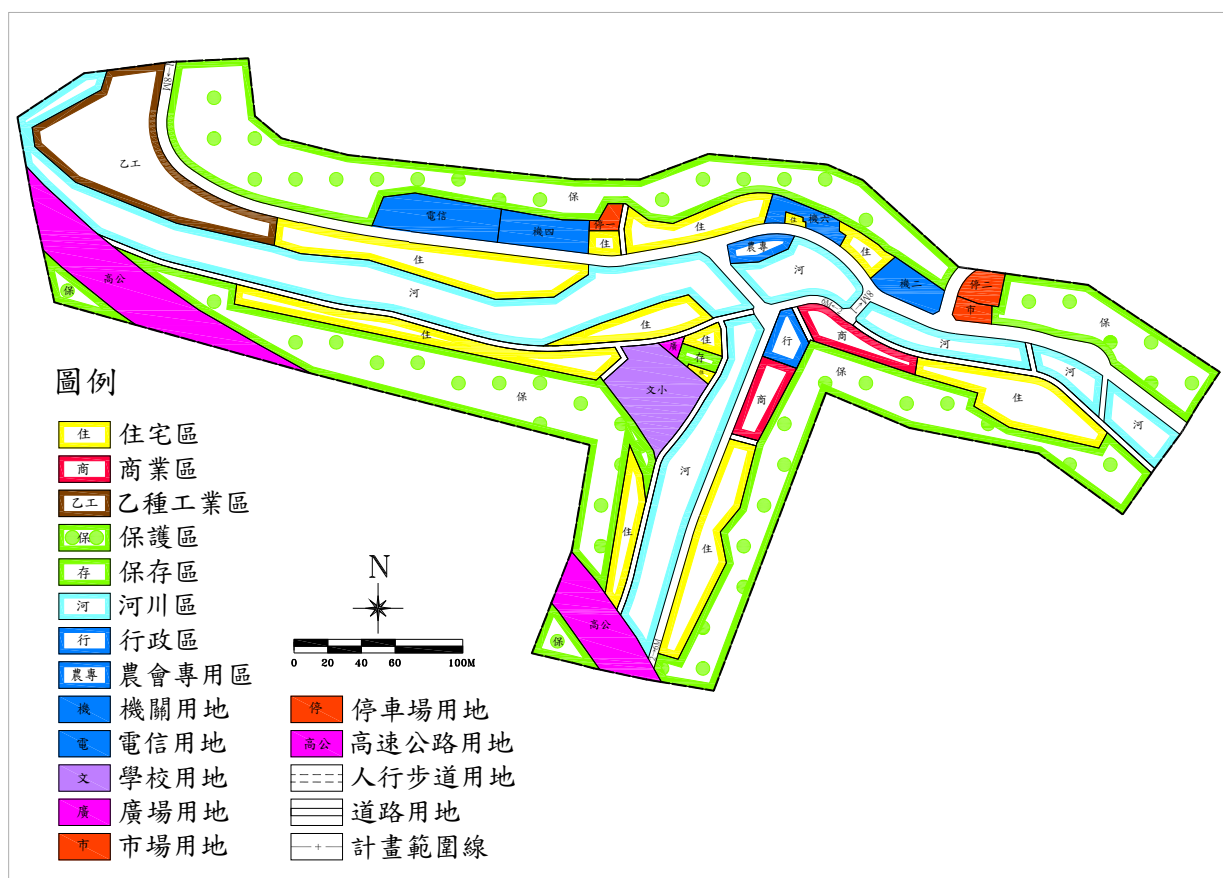 I→8M
乙工
保
電信
機四
停一
住
住
住
機六
農專
住
河
機二
停二
市
8M←I
保
住
高公
保
河
住
住
廣
住
存
文小
行
商
商
河
保
住
河
河
保
河
住
住
高公
保
圖例
住 住宅區
商 商業區
乙工 乙種工業區
保 保護區
存 保存區
河 河川區
行 行政區
農專 農會專用區
機 機關用地
電 電信用地
文 學校用地
廣 廣場用地
市 市場用地
N
0 20 40 60 100M
停 停車場用地
高公 高速公路用地
人行步道用地
道路用地
計畫範圍線